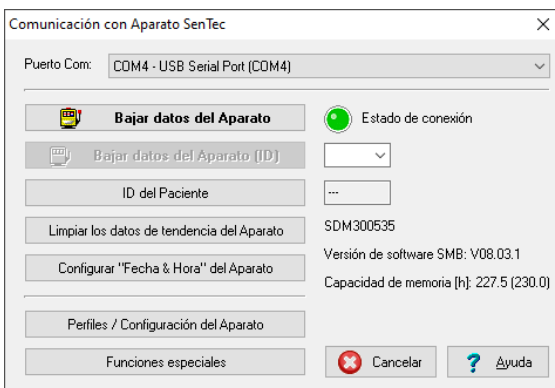 Comunicación con Aparato SenTec
Puerto Com: COM4 - USB Serial Port (COM4)
Bajar datos del Aparato
Estado de conexión
Bajar datos del Aparato (ID)
ID del Paciente
---
Limpiar los datos de tendencia del Aparato
SDM300535
Versión de software SMB: V08.03.1
Configurar "Fecha & Hora" del Aparato
Capacidad de memoria [h]: 227.5 (230.0)
Perfiles / Configuración del Aparato
Funciones especiales
Cancelar
Ayuda